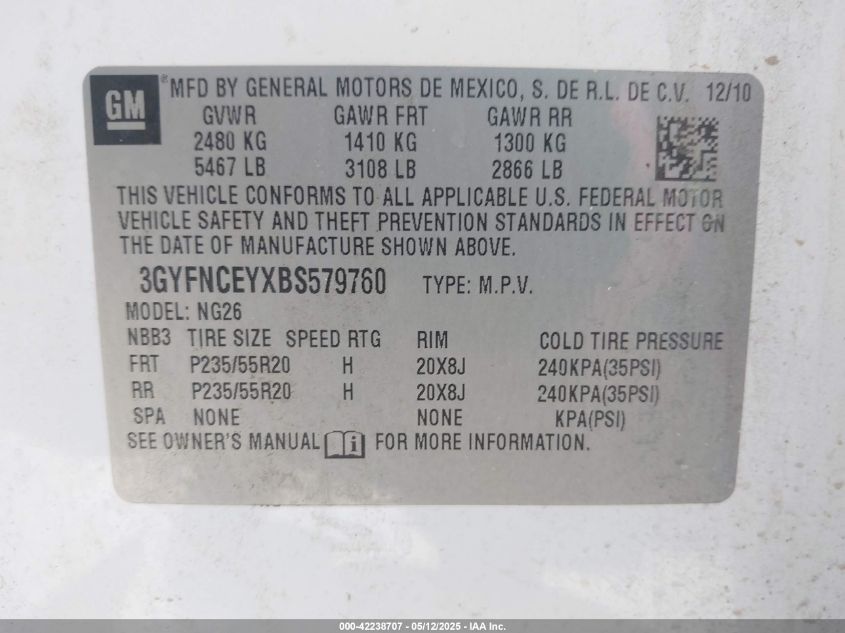 GM ® MFD BY GENERAL MOTORS DE MEXICO, S. DE R.L. DE C.V. 12/10
GVWR GAWR FRT GAWR RR
2480 KG 1410 KG 1300 KG
5467 LB 3108 LB 2866 LB
THIS VEHICLE CONFORMS TO ALL APPLICABLE U.S. FEDERAL MOTOR
VEHICLE SAFETY AND THEFT PREVENTION STANDARDS IN EFFECT ON
THE DATE OF MANUFACTURE SHOWN ABOVE.
3GYFNCEYXBS579760 TYPE: M.P.V.
MODEL: NG26
NBB3 TIRE SIZE SPEED RTG RIM COLD TIRE PRESSURE
FRT P235/55R20 H 20X8J 240KPA(35PSI)
RR P235/55R20 H 20X8J 240KPA(35PSI)
SPA NONE NONE KPA(PSI)
SEE OWNER'S MANUAL i FOR MORE INFORMATION.
000-42238707 - 05/12/2025 - IAA Inc.